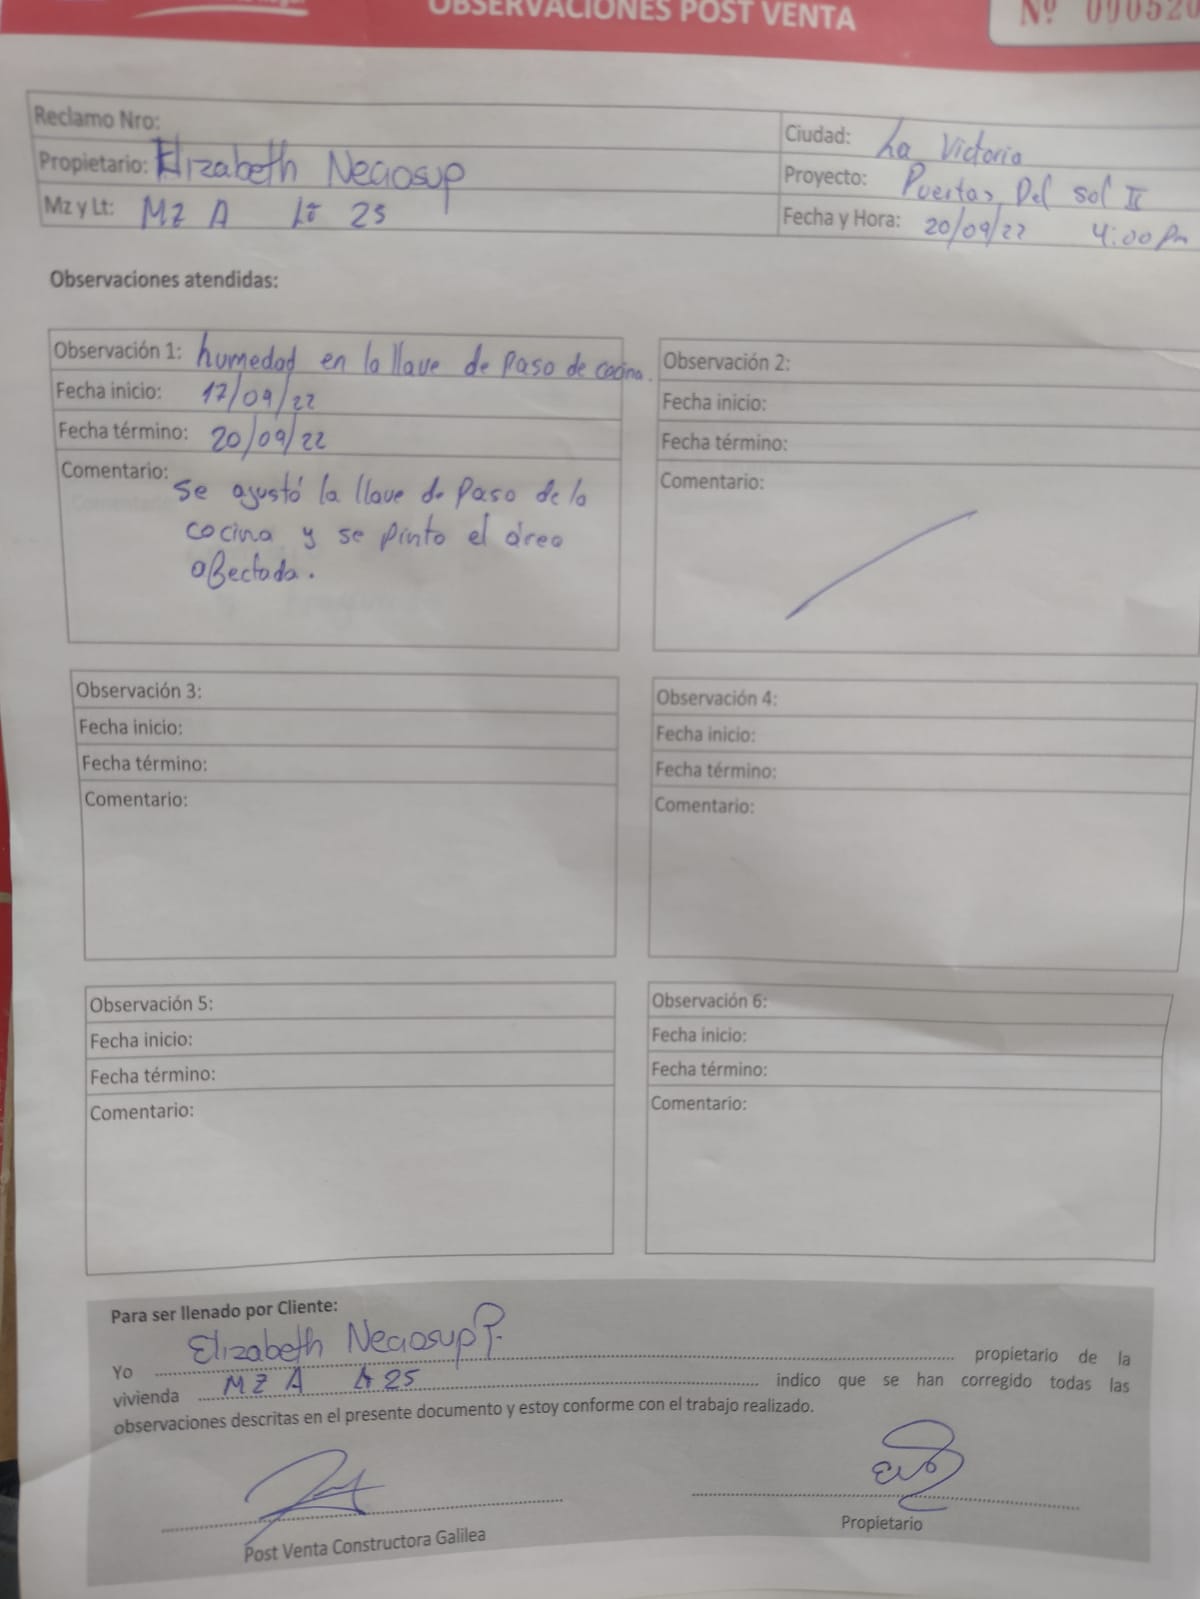 OBSERVACIONES POST VENTA
Nº 000520
Reclamo Nro:
Propietario: Elizabeth Neciosup
Mz y Lt: MZ A Lt 25
Ciudad: La Victoria
Proyecto: Puertas Del Sol II
Fecha y Hora: 20/09/22 4:00 Pm
Observaciones atendidas:
Observación 1: humedad en la llave de paso de cocina.
Fecha inicio: 17/09/22
Fecha término: 20/09/22
Comentario: Se ajustó la llave de paso de la
cocina y se pinto el área
afectada.
Observación 2:
Fecha inicio:
Fecha término:
Comentario:
Observación 3:
Fecha inicio:
Fecha término:
Comentario:
Observación 4:
Fecha inicio:
Fecha término:
Comentario:
Observación 5:
Fecha inicio:
Fecha término:
Comentario:
Observación 6:
Fecha inicio:
Fecha término:
Comentario:
Para ser llenado por Cliente:
Yo Elizabeth Neciosup P. propietario de la
vivienda MZ A Lt 25 indico que se han corregido todas las
observaciones descritas en el presente documento y estoy conforme con el trabajo realizado.
Post Venta Constructora Galilea
Propietario